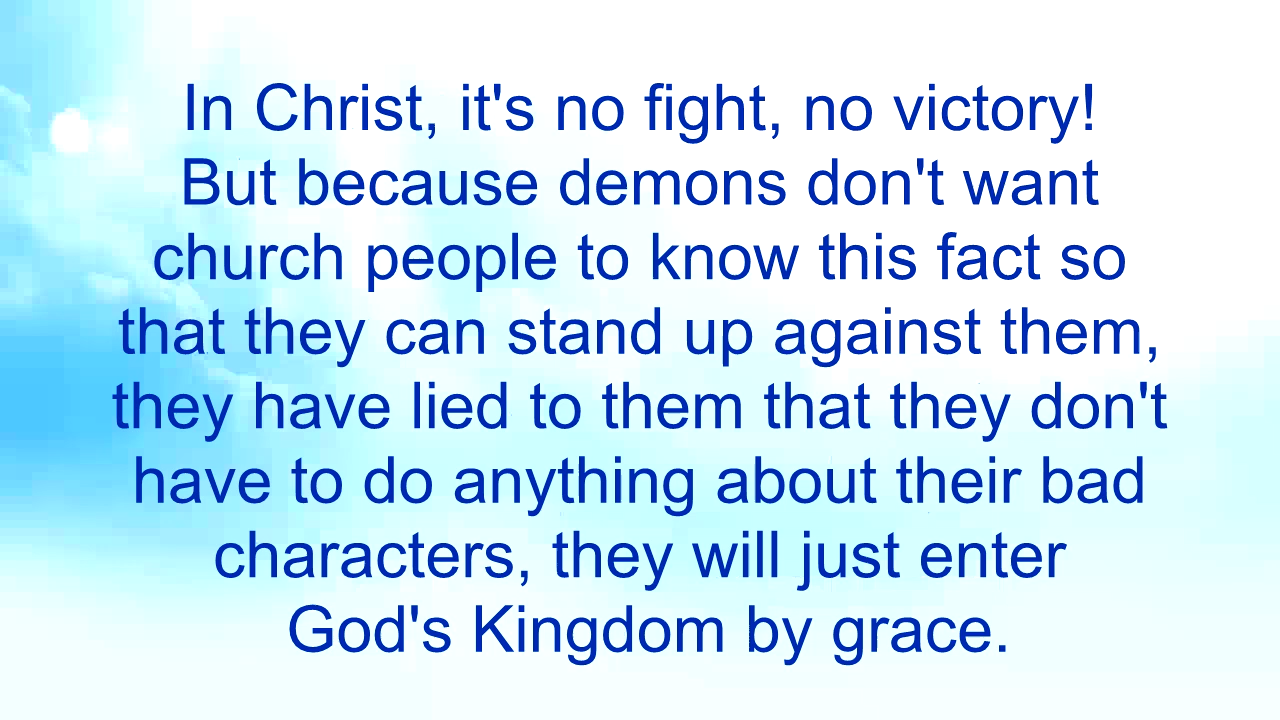 In Christ, it's no fight, no victory!
But because demons don't want
church people to know this fact so
that they can stand up against them,
they have lied to them that they don't
have to do anything about their bad
characters, they will just enter
God's Kingdom by grace.